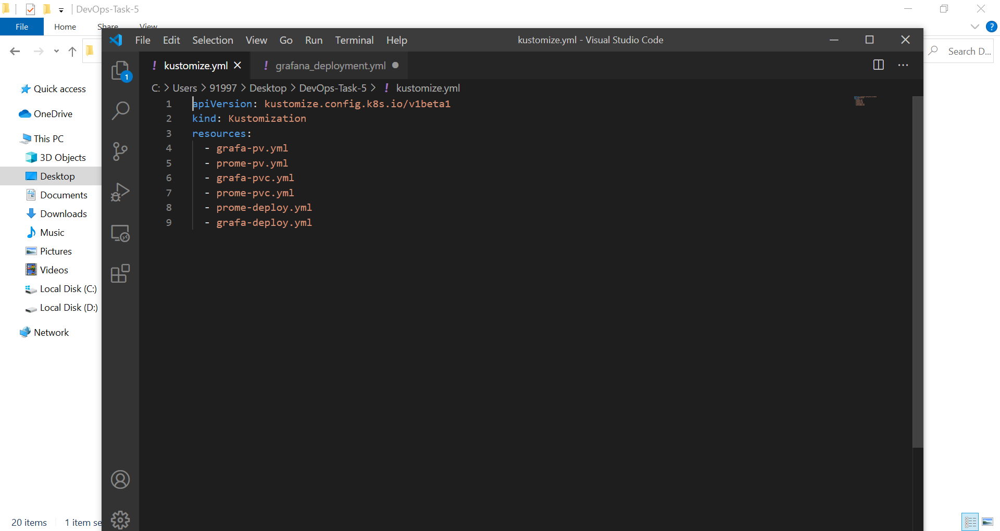 DevOps-Task-5
File Home Share View
Search D...
Quick access
OneDrive
This PC
3D Objects
Desktop
Documents
Downloads
Music
Pictures
Videos
Local Disk (C:)
Local Disk (D:)
Network
20 items 1 item se
File Edit Selection View Go Run Terminal Help kustomize.yml - Visual Studio Code
1
! kustomize.yml ! grafana_deployment.yml
C: > Users > 91997 > Desktop > DevOps-Task-5 > ! kustomize.yml
1 apiVersion: kustomize.config.k8s.io/v1beta1
2 kind: Kustomization
3 resources:
4 - grafa-pv.yml
5 - prome-pv.yml
6 - grafa-pvc.yml
7 - prome-pvc.yml
8 - prome-deploy.yml
9 - grafa-deploy.yml